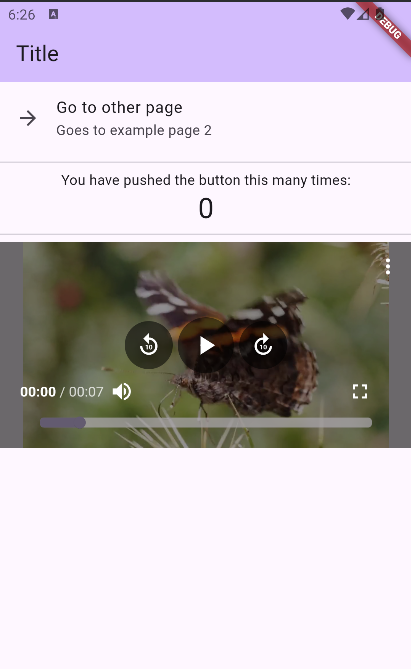 6:26
A
DEBUG
Title
Go to other page
Goes to example page 2
You have pushed the button this many times:
0
10
10
00:00 / 00:07